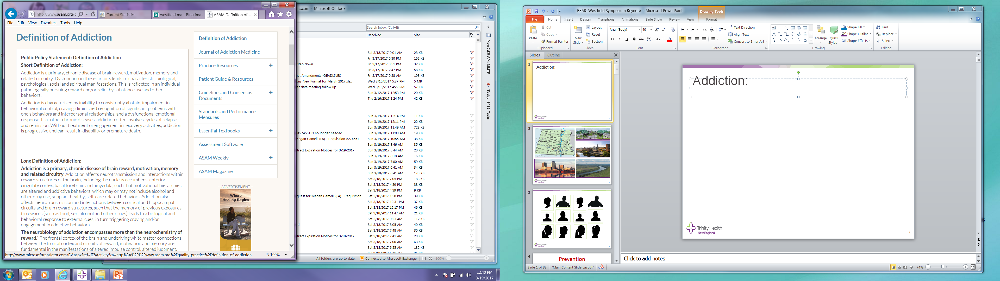 http://www.asam.org/q
Current Statistics
westfield ma - Bing ima...
ASAM Definition of ...
File Edit View Favorites Tools Help
Definition of Addiction
Public Policy Statement: Definition of Addiction
Short Definition of Addiction:
Addiction is a primary, chronic disease of brain reward, motivation, memory and
related circuitry. Dysfunction in these circuits leads to characteristic biological,
psychological, social and spiritual manifestations. This is reflected in an individual
pathologically pursuing reward and/or relief by substance use and other
behaviors.
Addiction is characterized by inability to consistently abstain, impairment in
behavioral control, craving, diminished recognition of significant problems with
one's behaviors and interpersonal relationships, and a dysfunctional emotional
response. Like other chronic diseases, addiction often involves cycles of relapse
and remission. Without treatment or engagement in recovery activities, addiction
is progressive and can result in disability or premature death.
Long Definition of Addiction:
Addiction is a primary, chronic disease of brain reward, motivation, memory
and related circuitry. Addiction affects neurotransmission and interactions within
reward structures of the brain, including the nucleus accumbens, anterior
cingulate cortex, basal forebrain and amygdala, such that motivational hierarchies
are altered and addictive behaviors, which may or may not include alcohol and
other drug use, supplant healthy, self-care related behaviors. Addiction also
affects neurotransmission and interactions between cortical and hippocampal
circuits and brain reward structures, such that the memory of previous exposures
to rewards (such as food, sex, alcohol and other drugs) leads to a biological and
behavioral response to external cues, in turn triggering craving and/or
engagement in addictive behaviors.
The neurobiology of addiction encompasses more than the neurochemistry of
reward.1 The frontal cortex of the brain and underlying white matter connections
between the frontal cortex and circuits of reward, motivation and memory are
fundamental in the manifestations of altered impulse control, altered judgment,
Definition of Addiction
Journal of Addiction Medicine
Practice Resources +
Patient Guide & Resources
Guidelines and Consensus +
Documents
Standards and Performance
Measures
Essential Textbooks +
Assessment Software
ASAM Weekly +
ASAM Magazine
-- ADVERTISEMENT --
Where
Healing Begins
http://www.microsofttranslator.com/BV.aspx?ref=IE8Activity&a=http%3A%2F%2Fwww.asam.org%2Fquality-practice%2Fdefinition-of-addiction
100%
phs.com - Microsoft Outlook
Search Inbox (Ctrl+E)
Received Size
Sat 3/18/2017 9:01 AM 23 KB
Fri 3/17/2017 5:30 PM 162 KB
step down Fri 3/17/2017 3:51 PM 32 KB
Fri 3/17/2017 2:47 PM 58 KB
get Amendments -DEADLINES Fri 3/17/2017 9:38 AM 198 KB
ons New Format for March 2017.xlsx Wed 3/15/2017 5:37 PM 5 MB
er data meeting follow-up Wed 3/15/2017 4:29 PM 57 KB
Sun 3/12/2017 12:53 PM 20 KB
Thu 2/16/2017 1:24 PM 42 KB
Sun 3/19/2017 12:14 PM 11 KB
Sun 3/19/2017 12:11 PM 22 KB
Sun 3/19/2017 11:49 AM 728 KB
#274551 is no longer needed Sun 3/19/2017 11:00 AM 19 KB
Megan Gamelli (FA) - Requisition #274551 Sun 3/19/2017 10:55 AM 38 KB
Sun 3/19/2017 8:46 AM 35 KB
tract Expiration Notices for 3/19/2017 Sun 3/19/2017 8:44 AM 20 KB
Sun 3/19/2017 8:18 AM 16 KB
Sun 3/19/2017 7:00 AM 59 KB
Sun 3/19/2017 6:41 AM 34 KB
Sun 3/19/2017 6:41 AM 170 KB
Sat 3/18/2017 7:05 PM 183 KB
Sat 3/18/2017 4:59 PM 38 KB
Sat 3/18/2017 4:39 PM 9 KB
quest for Megan Gamelli (FA) - Requisition ... Sat 3/18/2017 1:50 PM 39 KB
Sat 3/18/2017 12:31 PM 37 KB
Sat 3/18/2017 12:17 PM 46 KB
Sat 3/18/2017 11:47 AM 21 KB
Sat 3/18/2017 9:23 AM 112 KB
ed Sat 3/18/2017 8:05 AM 40 KB
Sat 3/18/2017 7:48 AM 35 KB
tract Expiration Notices for 3/18/2017 Sat 3/18/2017 7:41 AM 20 KB
Sat 3/18/2017 7:00 AM 63 KB
Sat 3/18/2017 6:55 AM 182 KB
Mon 7:30 AM: MMTP
Today: 1457 Tasks
All folders are up to date. Connected to Microsoft Exchange 100%
12:40 PM
3/19/2017
BSMC Westfield Symposium Keynote - Microsoft PowerPoint
Drawing Tools
File Home Insert Design Transitions Animations Slide Show Review View Format
Paste
Cut
Copy
Format Painter
Clipboard
New
Slide
Layout
Reset
Section
Slides
Arial (Body) 40
Font
Text Direction
Align Text
Convert to SmartArt
Paragraph
Arrange
Quick
Styles
Shape Fill
Shape Outline
Shape Effects
Drawing
Find
Replace
Select
Editing
Slides Outline
1
Addiction:
Trinity Health
2
Trinity Health
3
Trinity Health
4
Prevention
Addiction:
Trinity Health
New England
1
Click to add notes
Slide 1 of 38 "Main Content Slide Layout" 74%